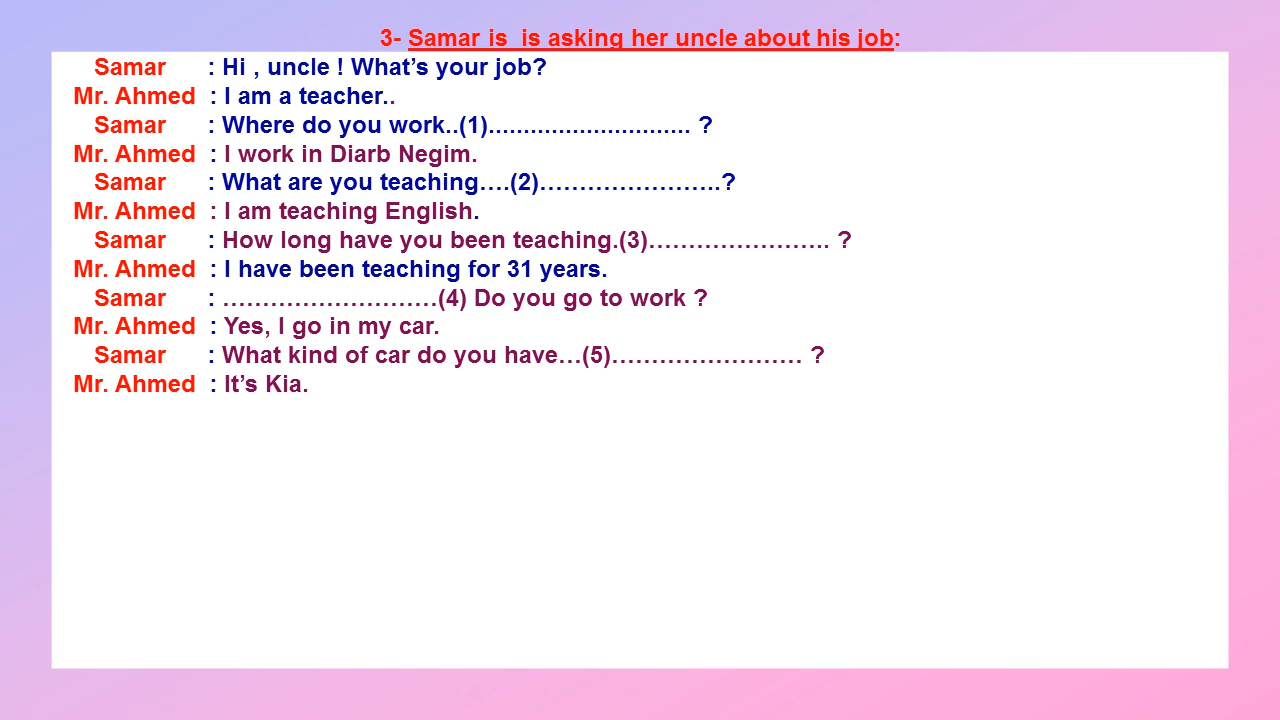 3- Samar is  is asking her uncle about his job:
Samar : Hi , uncle ! What’s your job?
Mr. Ahmed : I am a teacher..
Samar : Where do you work..(1)............................. ?
Mr. Ahmed : I work in Diarb Negim.
Samar : What are you teaching….(2)…………………..?
Mr. Ahmed : I am teaching English.
Samar : How long have you been teaching.(3)………………….. ?
Mr. Ahmed : I have been teaching for 31 years.
Samar : ………………………(4) Do you go to work ?
Mr. Ahmed : Yes, I go in my car.
Samar : What kind of car do you have…(5)…………………… ?
Mr. Ahmed : It’s Kia.